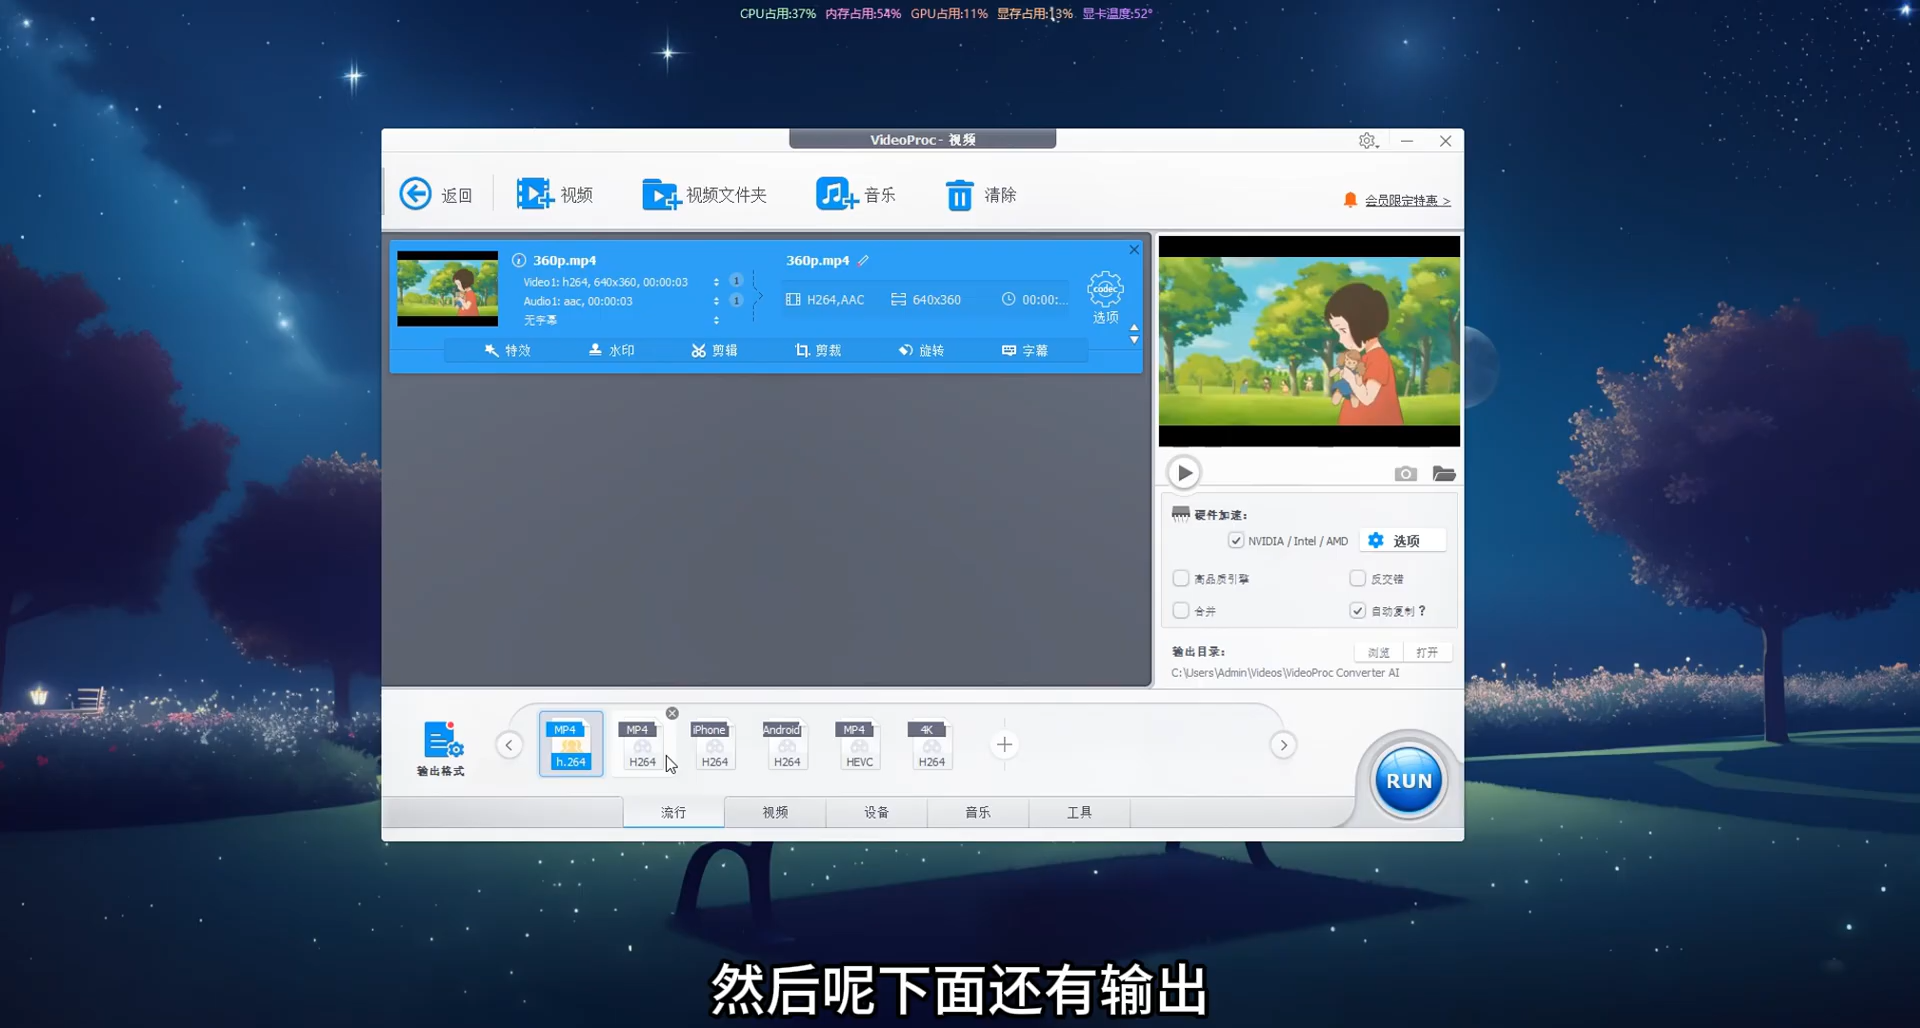 CPU占用:37% 内存占用:54% GPU占用:11% 显存占用:13% 显卡温度:52°
VideoProc - 视频
返回 视频 视频文件夹 音乐 清除 会员限定特惠 >
360p.mp4 360p.mp4
Video1: h264, 640x360, 00:00:03 1
Audio1: aac, 00:00:03 1 H264,AAC 640x360 00:00:... codec
无字幕 选项
特效 水印 剪辑 剪裁 旋转 字幕
硬件加速:
NVIDIA / Intel / AMD 选项
高品质引擎 反交错
合并 自动复制 ?
输出目录: 浏览 打开
C:\Users\Admin\Videos\VideoProc Converter AI
MP4 MP4 iPhone Android MP4 4K
h.264 H264 H264 H264 HEVC H264
输出格式
RUN
流行 视频 设备 音乐 工具
然后呢下面还有输出